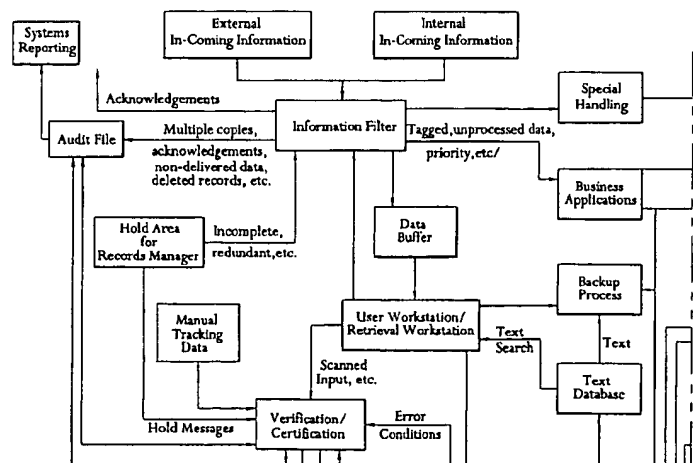 External
In-Coming Information
Internal
In-Coming Information
Systems
Reporting
Acknowledgements
Special
Handling
Audit File
Multiple copies,
acknowledgements,
non-delivered data,
deleted records, etc.
Information Filter
Tagged,unprocessed data,
priority,etc/
Business
Applications
Hold Area
for
Records Manager
Incomplete,
redundant,etc.
Data
Buffer
Backup
Process
User Workstation/
Retrieval Workstation
Manual
Tracking
Data
Text
Search
Text
Scanned
Input, etc.
Text
Database
Verification/
Certification
Hold Messages
Error
Conditions